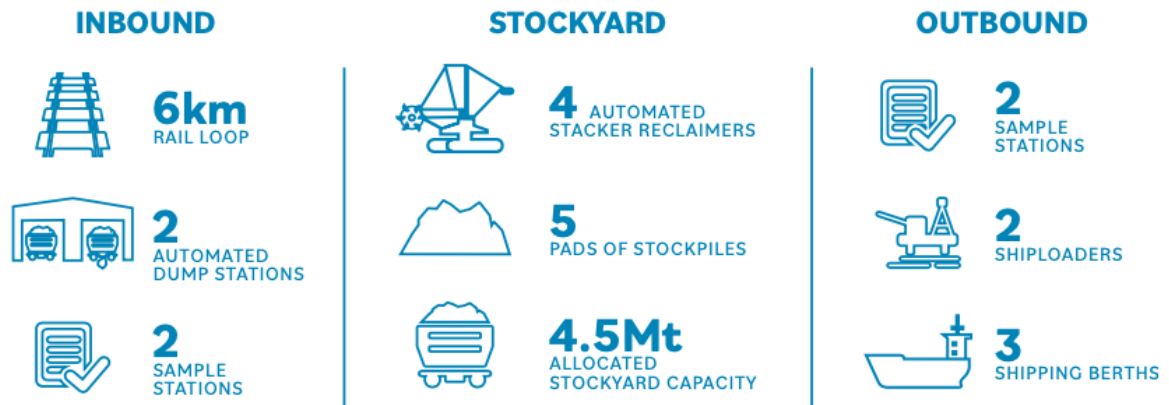 INBOUND
6km
RAIL LOOP
2
AUTOMATED
DUMP STATIONS
2
SAMPLE
STATIONS
STOCKYARD
4 AUTOMATED
STACKER RECLAIMERS
5
PADS OF STOCKPILES
4.5Mt
ALLOCATED
STOCKYARD CAPACITY
OUTBOUND
2
SAMPLE
STATIONS
2
SHIPLOADERS
3
SHIPPING BERTHS